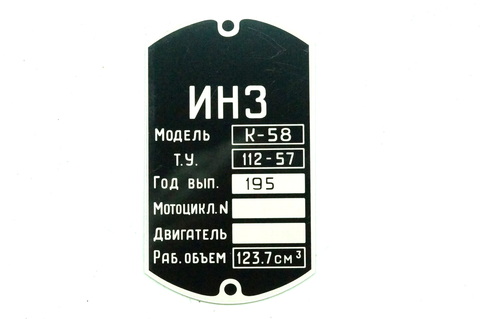 ИНЗ
МОДЕЛЬ К-58
Т.У. 112-57
ГОД ВЫП. 195
МОТОЦИКЛ.N
ДВИГАТЕЛЬ
РАБ.ОБЪЕМ 123.7СМ³